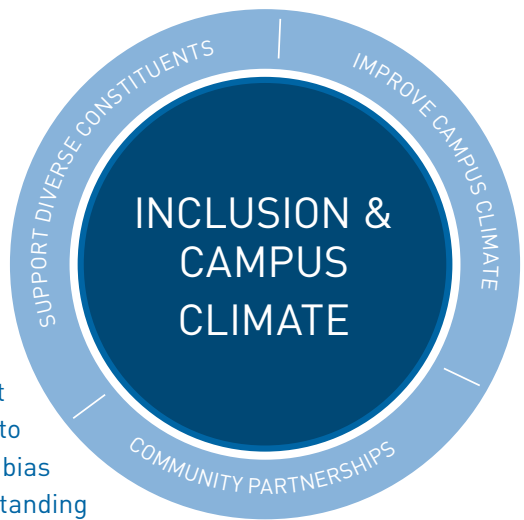 SUPPORT DIVERSE CONSTITUENTS
IMPROVE CAMPUS CLIMATE
INCLUSION &
CAMPUS
CLIMATE
COMMUNITY PARTNERSHIPS
to
bias